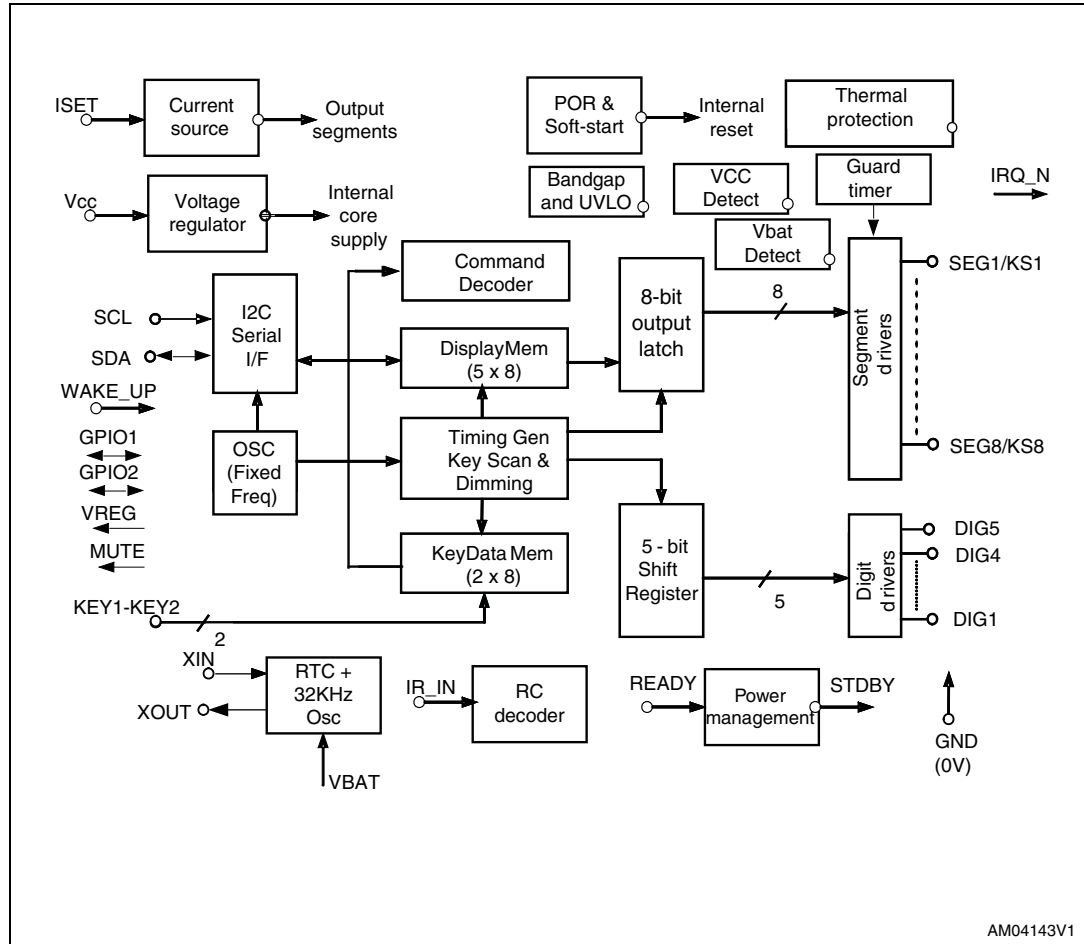 ISET
Current
source
Output
segments
POR &
Soft-start
Internal
reset
Thermal
protection
Vcc
Voltage
regulator
Internal
core
supply
Bandgap
and UVLO
VCC
Detect
Vbat
Detect
Guard
timer
IRQ_N
SCL
SDA
WAKE_UP
GPIO1
GPIO2
VREG
MUTE
I2C
Serial
I/F
OSC
(Fixed
Freq)
Command
Decoder
DisplayMem
(5 x 8)
Timing Gen
Key Scan &
Dimming
KeyData Mem
(2 x 8)
8-bit
output
latch
8
Segment
drivers
SEG1/KS1
SEG8/KS8
5 - bit
Shift
Register
5
Digit
drivers
DIG5
DIG4
DIG1
KEY1-KEY2
2
XIN
XOUT
RTC +
32KHz
Osc
VBAT
IR_IN
RC
decoder
READY
Power
management
STDBY
GND
(0V)
AM04143V1